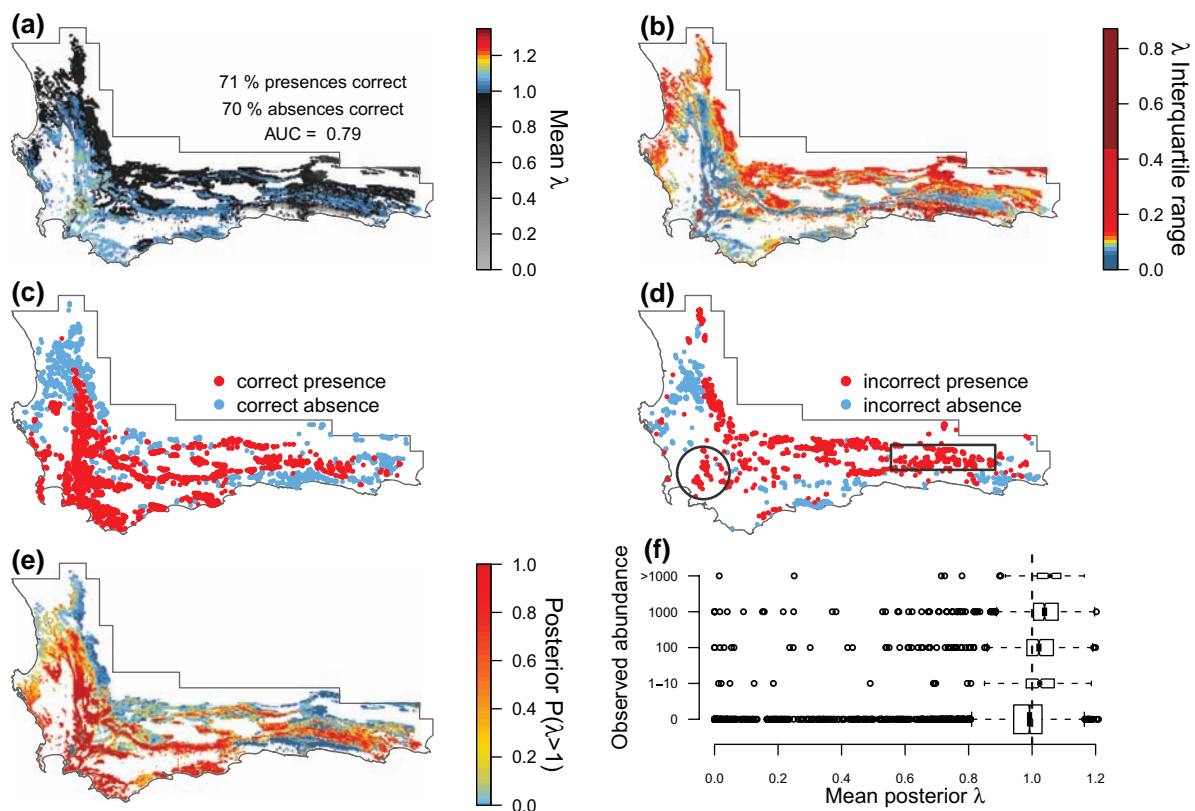 (a)
71 % presences correct
70 % absences correct
AUC = 0.79
1.2
1.0
0.8
0.6
0.4
0.2
0.0
Mean λ
(b)
0.8
0.6
0.4
0.2
0.0
λ Interquartile range
(c)
correct presence
correct absence
(d)
incorrect presence
incorrect absence
(e)
1.0
0.8
0.6
0.4
0.2
0.0
Posterior P(λ>1)
(f)
Observed abundance
>1000
1000
100
1−10
0
0.0 0.2 0.4 0.6 0.8 1.0 1.2
Mean posterior λ